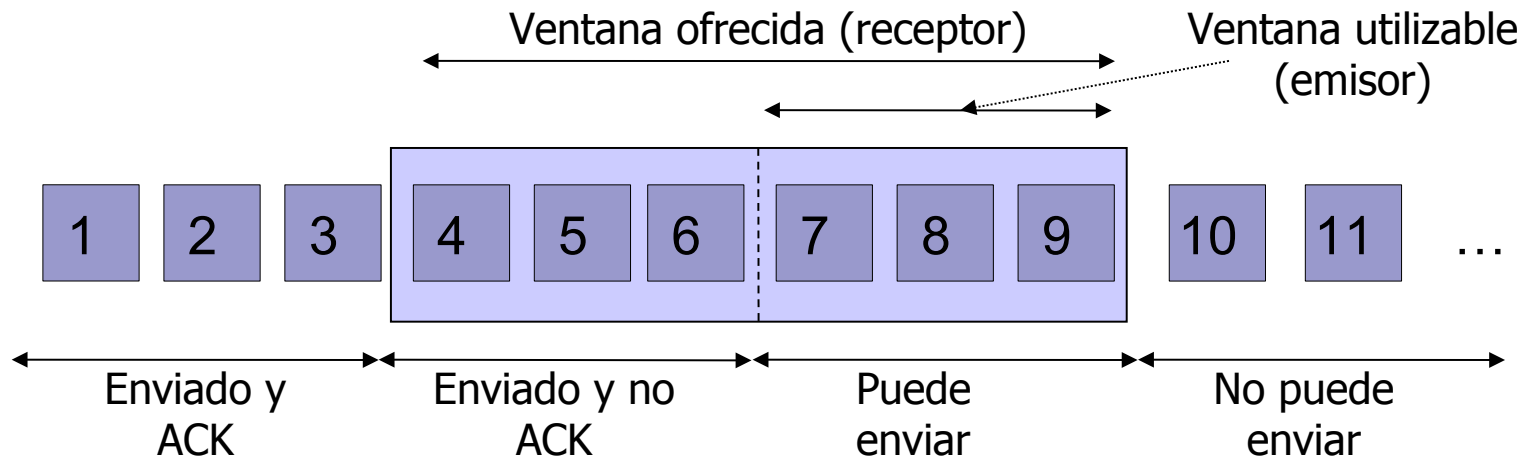 Ventana ofrecida (receptor)
Ventana utilizable
(emisor)
1 2 3 4 5 6 7 8 9 10 11 ...
Enviado y
ACK
Enviado y no
ACK
Puede
enviar
No puede
enviar